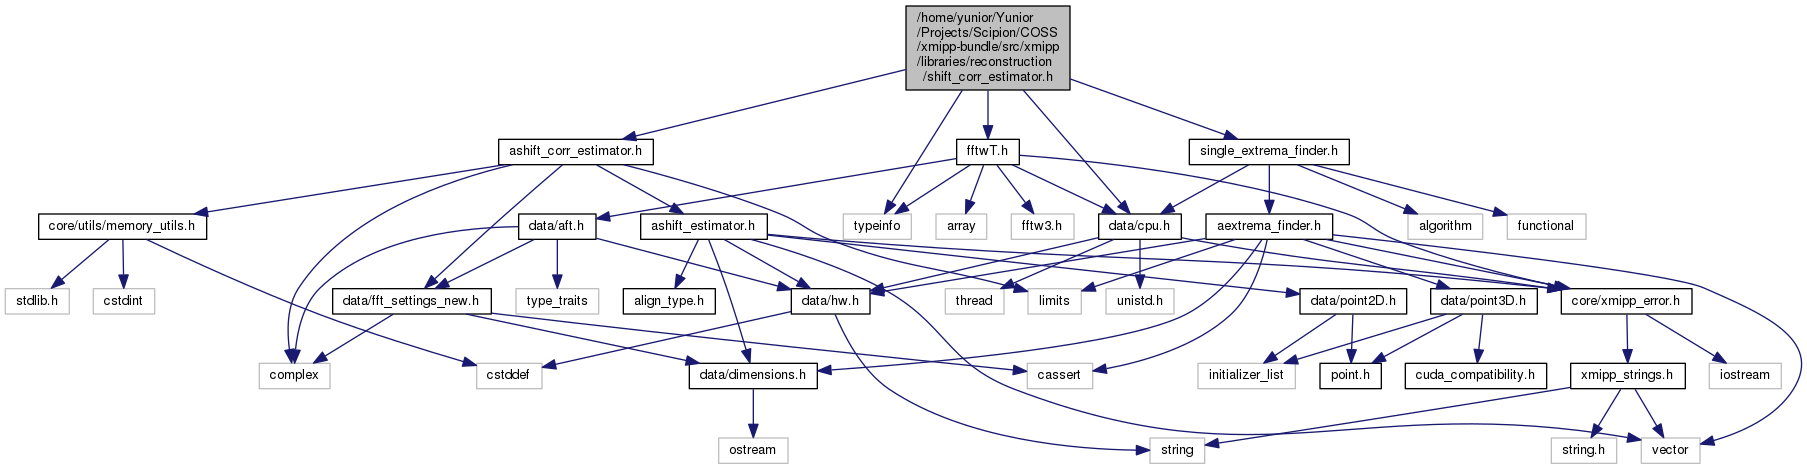 /home/yunior/Yunior
/Projects/Scipion/COSS
/xmipp-bundle/src/xmipp
/libraries/reconstruction
/shift_corr_estimator.h
ashift_corr_estimator.h
fftwT.h
single_extrema_finder.h
core/utils/memory_utils.h
data/aft.h
ashift_estimator.h
typeinfo
array
fftw3.h
data/cpu.h
aextrema_finder.h
algorithm
functional
stdlib.h
cstdint
data/fft_settings_new.h
type_traits
align_type.h
data/hw.h
thread
limits
unistd.h
data/point2D.h
data/point3D.h
core/xmipp_error.h
complex
cstddef
data/dimensions.h
cassert
initializer_list
point.h
cuda_compatibility.h
xmipp_strings.h
iostream
ostream
string
string.h
vector